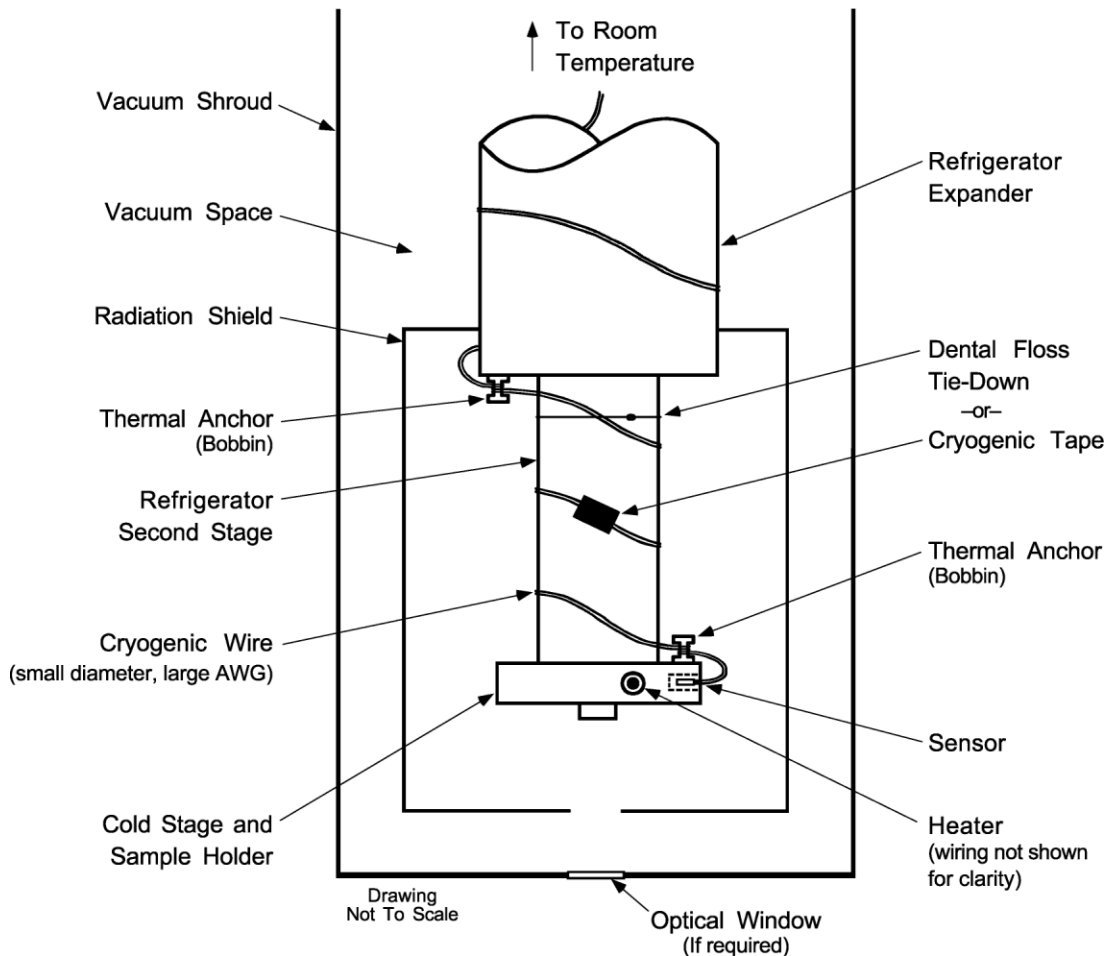 To Room
Temperature
Vacuum Shroud
Vacuum Space
Radiation Shield
Thermal Anchor
(Bobbin)
Refrigerator
Second Stage
Cryogenic Wire
(small diameter, large AWG)
Cold Stage and
Sample Holder
Refrigerator
Expander
Dental Floss
Tie-Down
–or–
Cryogenic Tape
Thermal Anchor
(Bobbin)
Sensor
Heater
(wiring not shown
for clarity)
Drawing
Not To Scale
Optical Window
(If required)